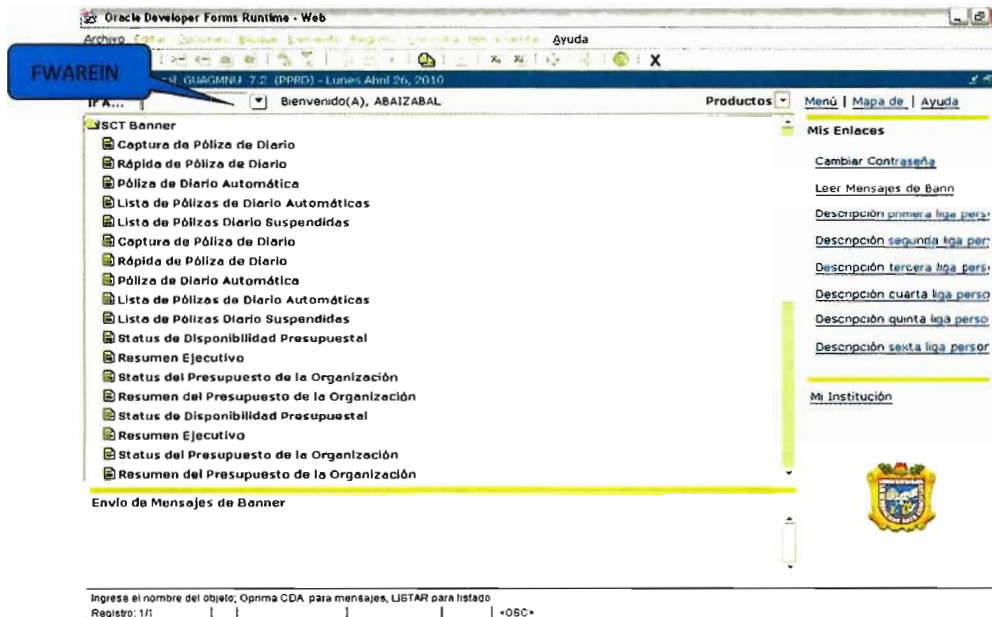 Oracle Developer Forms Runtime - Web
Archivo Ayuda
FWAREIN
GUAGMNU 7.2 (PPRD) - Lunes Abril 26, 2010
Ir A... Bienvenido(A), ABAIZABAL Productos Menú | Mapa de | Ayuda
SCT Banner
Captura de Póliza de Diario
Rápida de Póliza de Diario
Póliza de Diario Automática
Lista de Pólizas de Diario Automáticas
Lista de Pólizas Diario Suspendidas
Captura de Póliza de Diario
Rápida de Póliza de Diario
Póliza de Diario Automática
Lista de Pólizas de Diario Automáticas
Lista de Pólizas Diario Suspendidas
Status de Disponibilidad Presupuestal
Resumen Ejecutivo
Status del Presupuesto de la Organización
Resumen del Presupuesto de la Organización
Status de Disponibilidad Presupuestal
Resumen Ejecutivo
Status del Presupuesto de la Organización
Resumen del Presupuesto de la Organización
Mis Enlaces
Cambiar Contraseña
Leer Mensajes de Bann
Descripción primera liga pers
Descripción segunda liga per
Descripción tercera liga pers
Descripción cuarta liga perso
Descripción quinta liga perso
Descripción sexta liga person
Mi Institución
Envío de Mensajes de Banner
Ingrese el nombre del objeto; Oprima CDA para mensajes, LISTAR para listado
Registro: 1/1 <OSC>